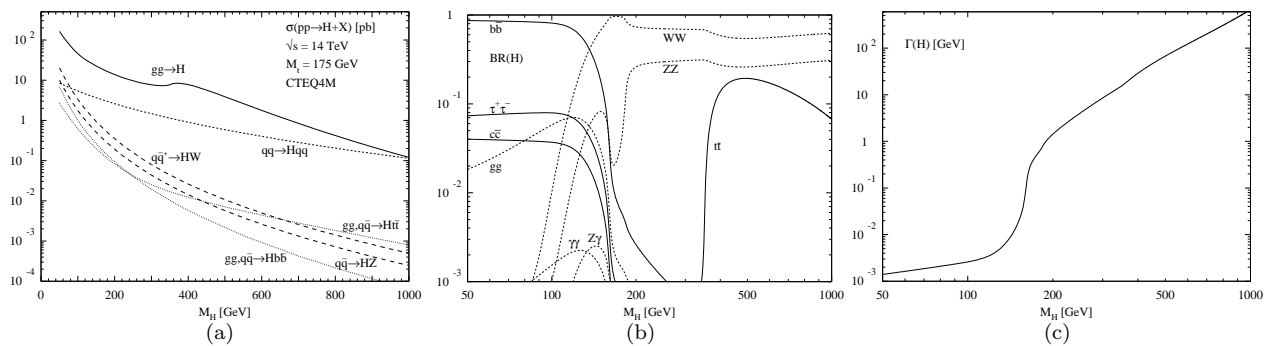 σ(pp→H+X) [pb]
√s = 14 TeV
Mₜ = 175 GeV
CTEQ4M
gg→H
qq→Hqq
qq̄'→HW
gg,qq̄→Htt̄
gg,qq̄→Hbb̄
qq̄→HZ
10²
10
1
10⁻¹
10⁻²
10⁻³
10⁻⁴
0 200 400 600 800 1000
M_H [GeV]
(a)
BR(H)
bb̄
WW
ZZ
τ⁺τ⁻
cc̄
gg
tt̄
γγ
Zγ
1
10⁻¹
10⁻²
10⁻³
50 100 200 500 1000
M_H [GeV]
(b)
Γ(H) [GeV]
10²
10
1
10⁻¹
10⁻²
10⁻³
50 100 200 500 1000
M_H [GeV]
(c)